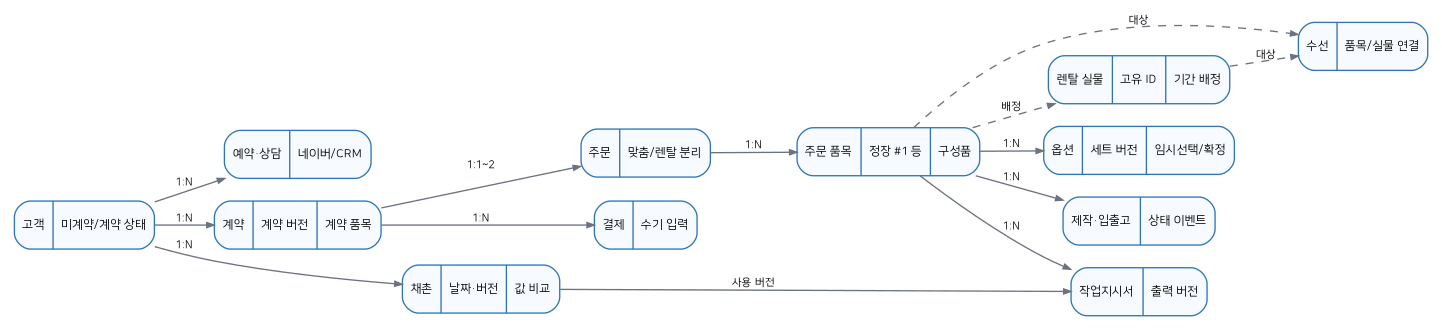 대상
수선 품목/실물 연결
대상
렌탈 실물 고유 ID 기간 배정
배정
예약·상담 네이버/CRM
주문 맞춤/렌탈 분리
1:N
주문 품목 정장 #1 등 구성품
1:N
옵션 세트 버전 임시선택/확정
1:1~2
1:N
1:N
고객 미계약/계약 상태
1:N
계약 계약 버전 계약 품목
1:N
결제 수기 입력
1:N
제작·입출고 상태 이벤트
1:N
채촌 날짜·버전 값 비교
사용 버전
작업지시서 출력 버전